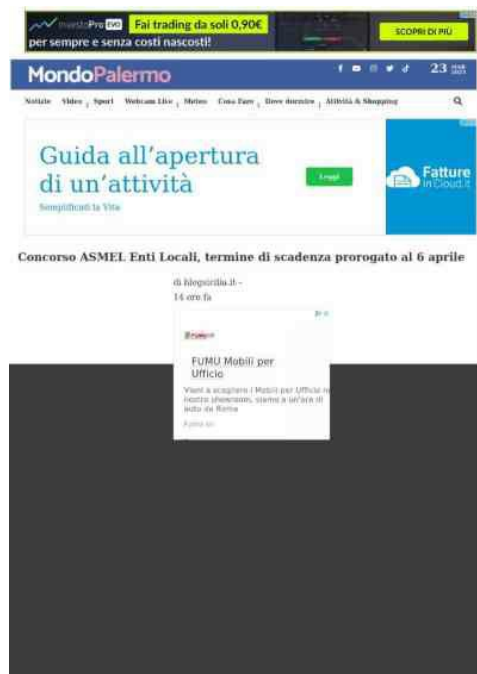 investoPro EVO Fai trading da soli 0,90€
per sempre e senza costi nascosti!
SCOPRI DI PIÙ
MondoPalermo
23 MAR 2023
Notizie Video Sport Webcam Live Meteo Cosa Fare Dove dormire Attività & Shopping
Guida all'apertura
di un'attività
Semplificati la Vita
Leggi
Fatture
in Cloud.it
Concorso ASMEL Enti Locali, termine di scadenza prorogato al 6 aprile
di blogsicilia.it -
14 ore fa
FUMU Mobili per
Ufficio
Vieni a scegliere i Mobili per Ufficio
nostro showroom, siamo a un'ora di
auto da Roma